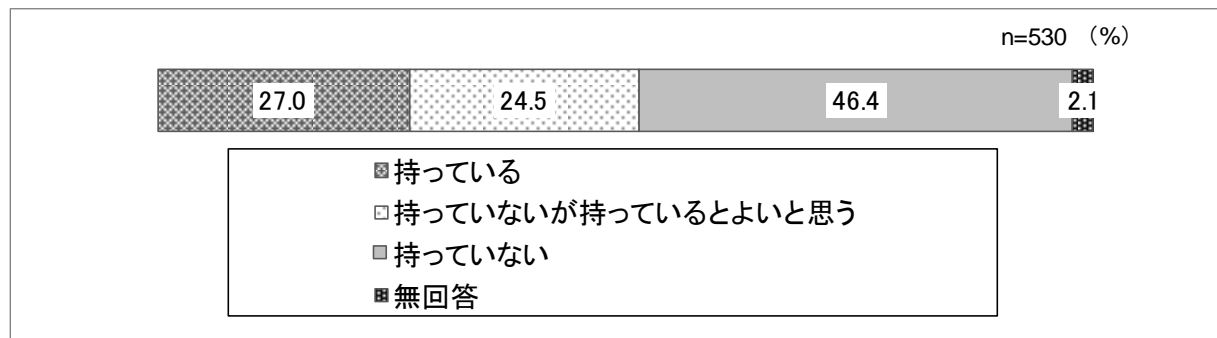 n=530 （%）
27.0 24.5 46.4 2.1
持っている
持っていないが持っているとよいと思う
持っていない
無回答